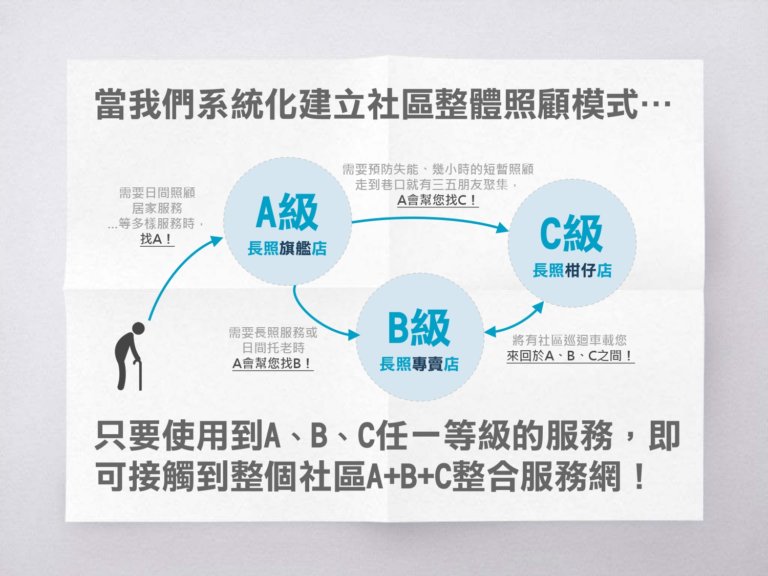 當我們系統化建立社區整體照顧模式…
需要日間照顧
居家服務
...等多樣服務時，
找A！
A級
長照旗艦店
需要預防失能、幾小時的短暫照顧
走到巷口就有三五朋友聚集，
A會幫您找C！
C級
長照柑仔店
需要長照服務或
日間托老時
A會幫您找B！
B級
長照專賣店
將有社區巡迴車載您
來回於A、B、C之間！
只要使用到A、B、C任一等級的服務，即
可接觸到整個社區A+B+C整合服務網！